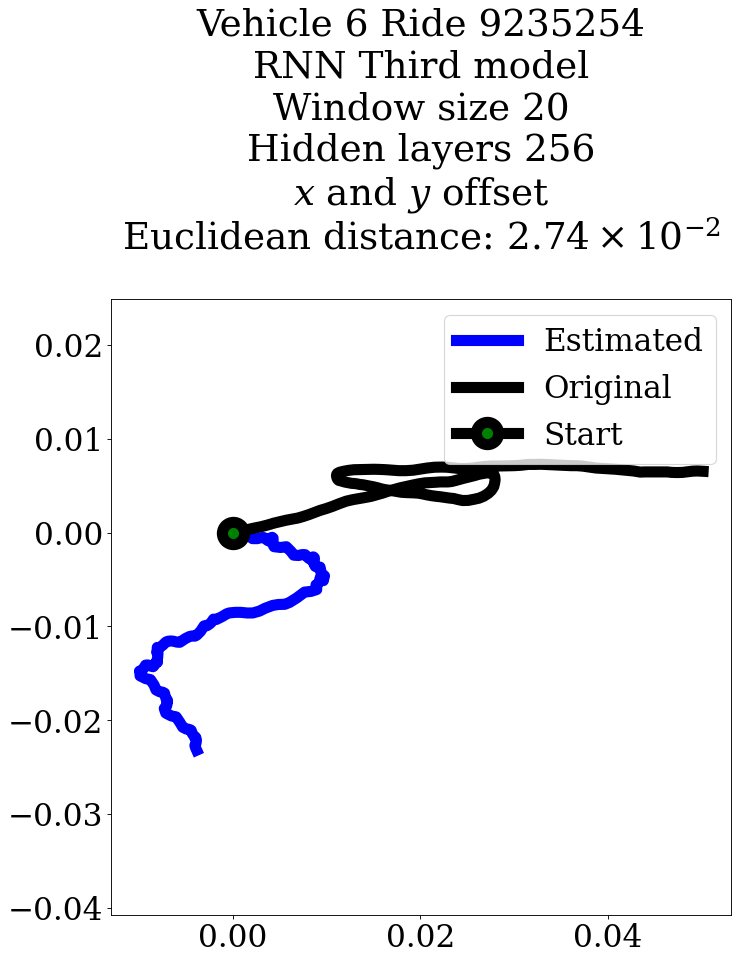 Vehicle 6 Ride 9235254
RNN Third model
Window size 20
Hidden layers 256
x and y offset
Euclidean distance: 2.74 × 10⁻²
Estimated
Original
Start
0.02
0.01
0.00
−0.01
−0.02
−0.03
−0.04
0.00 0.02 0.04